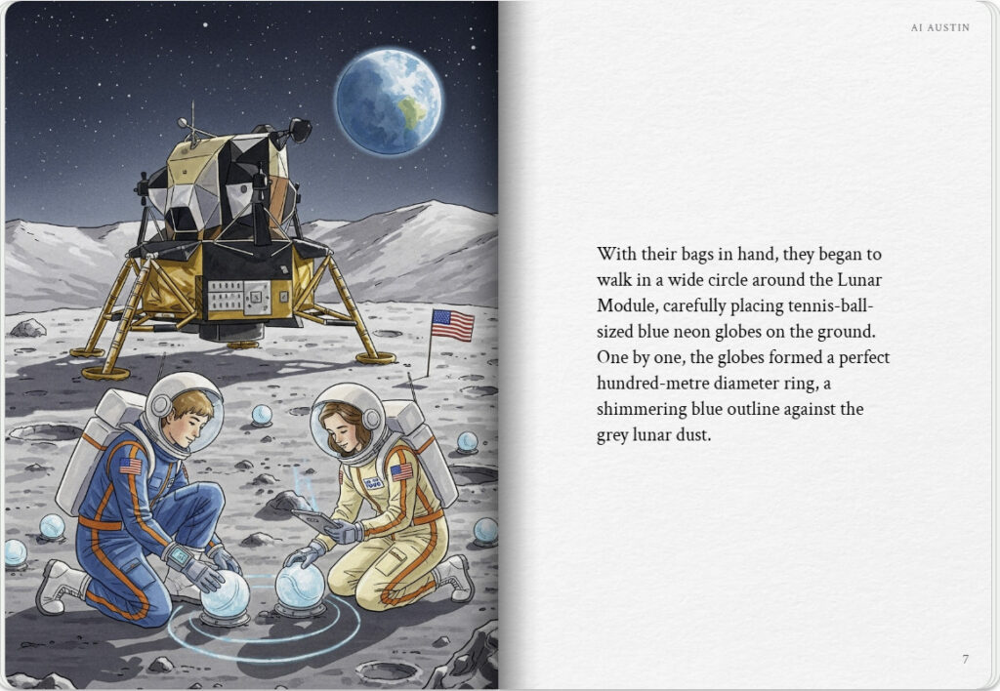 AI AUSTIN
With their bags in hand, they began to
walk in a wide circle around the Lunar
Module, carefully placing tennis-ball-
sized blue neon globes on the ground.
One by one, the globes formed a perfect
hundred-metre diameter ring, a
shimmering blue outline against the
grey lunar dust.
7